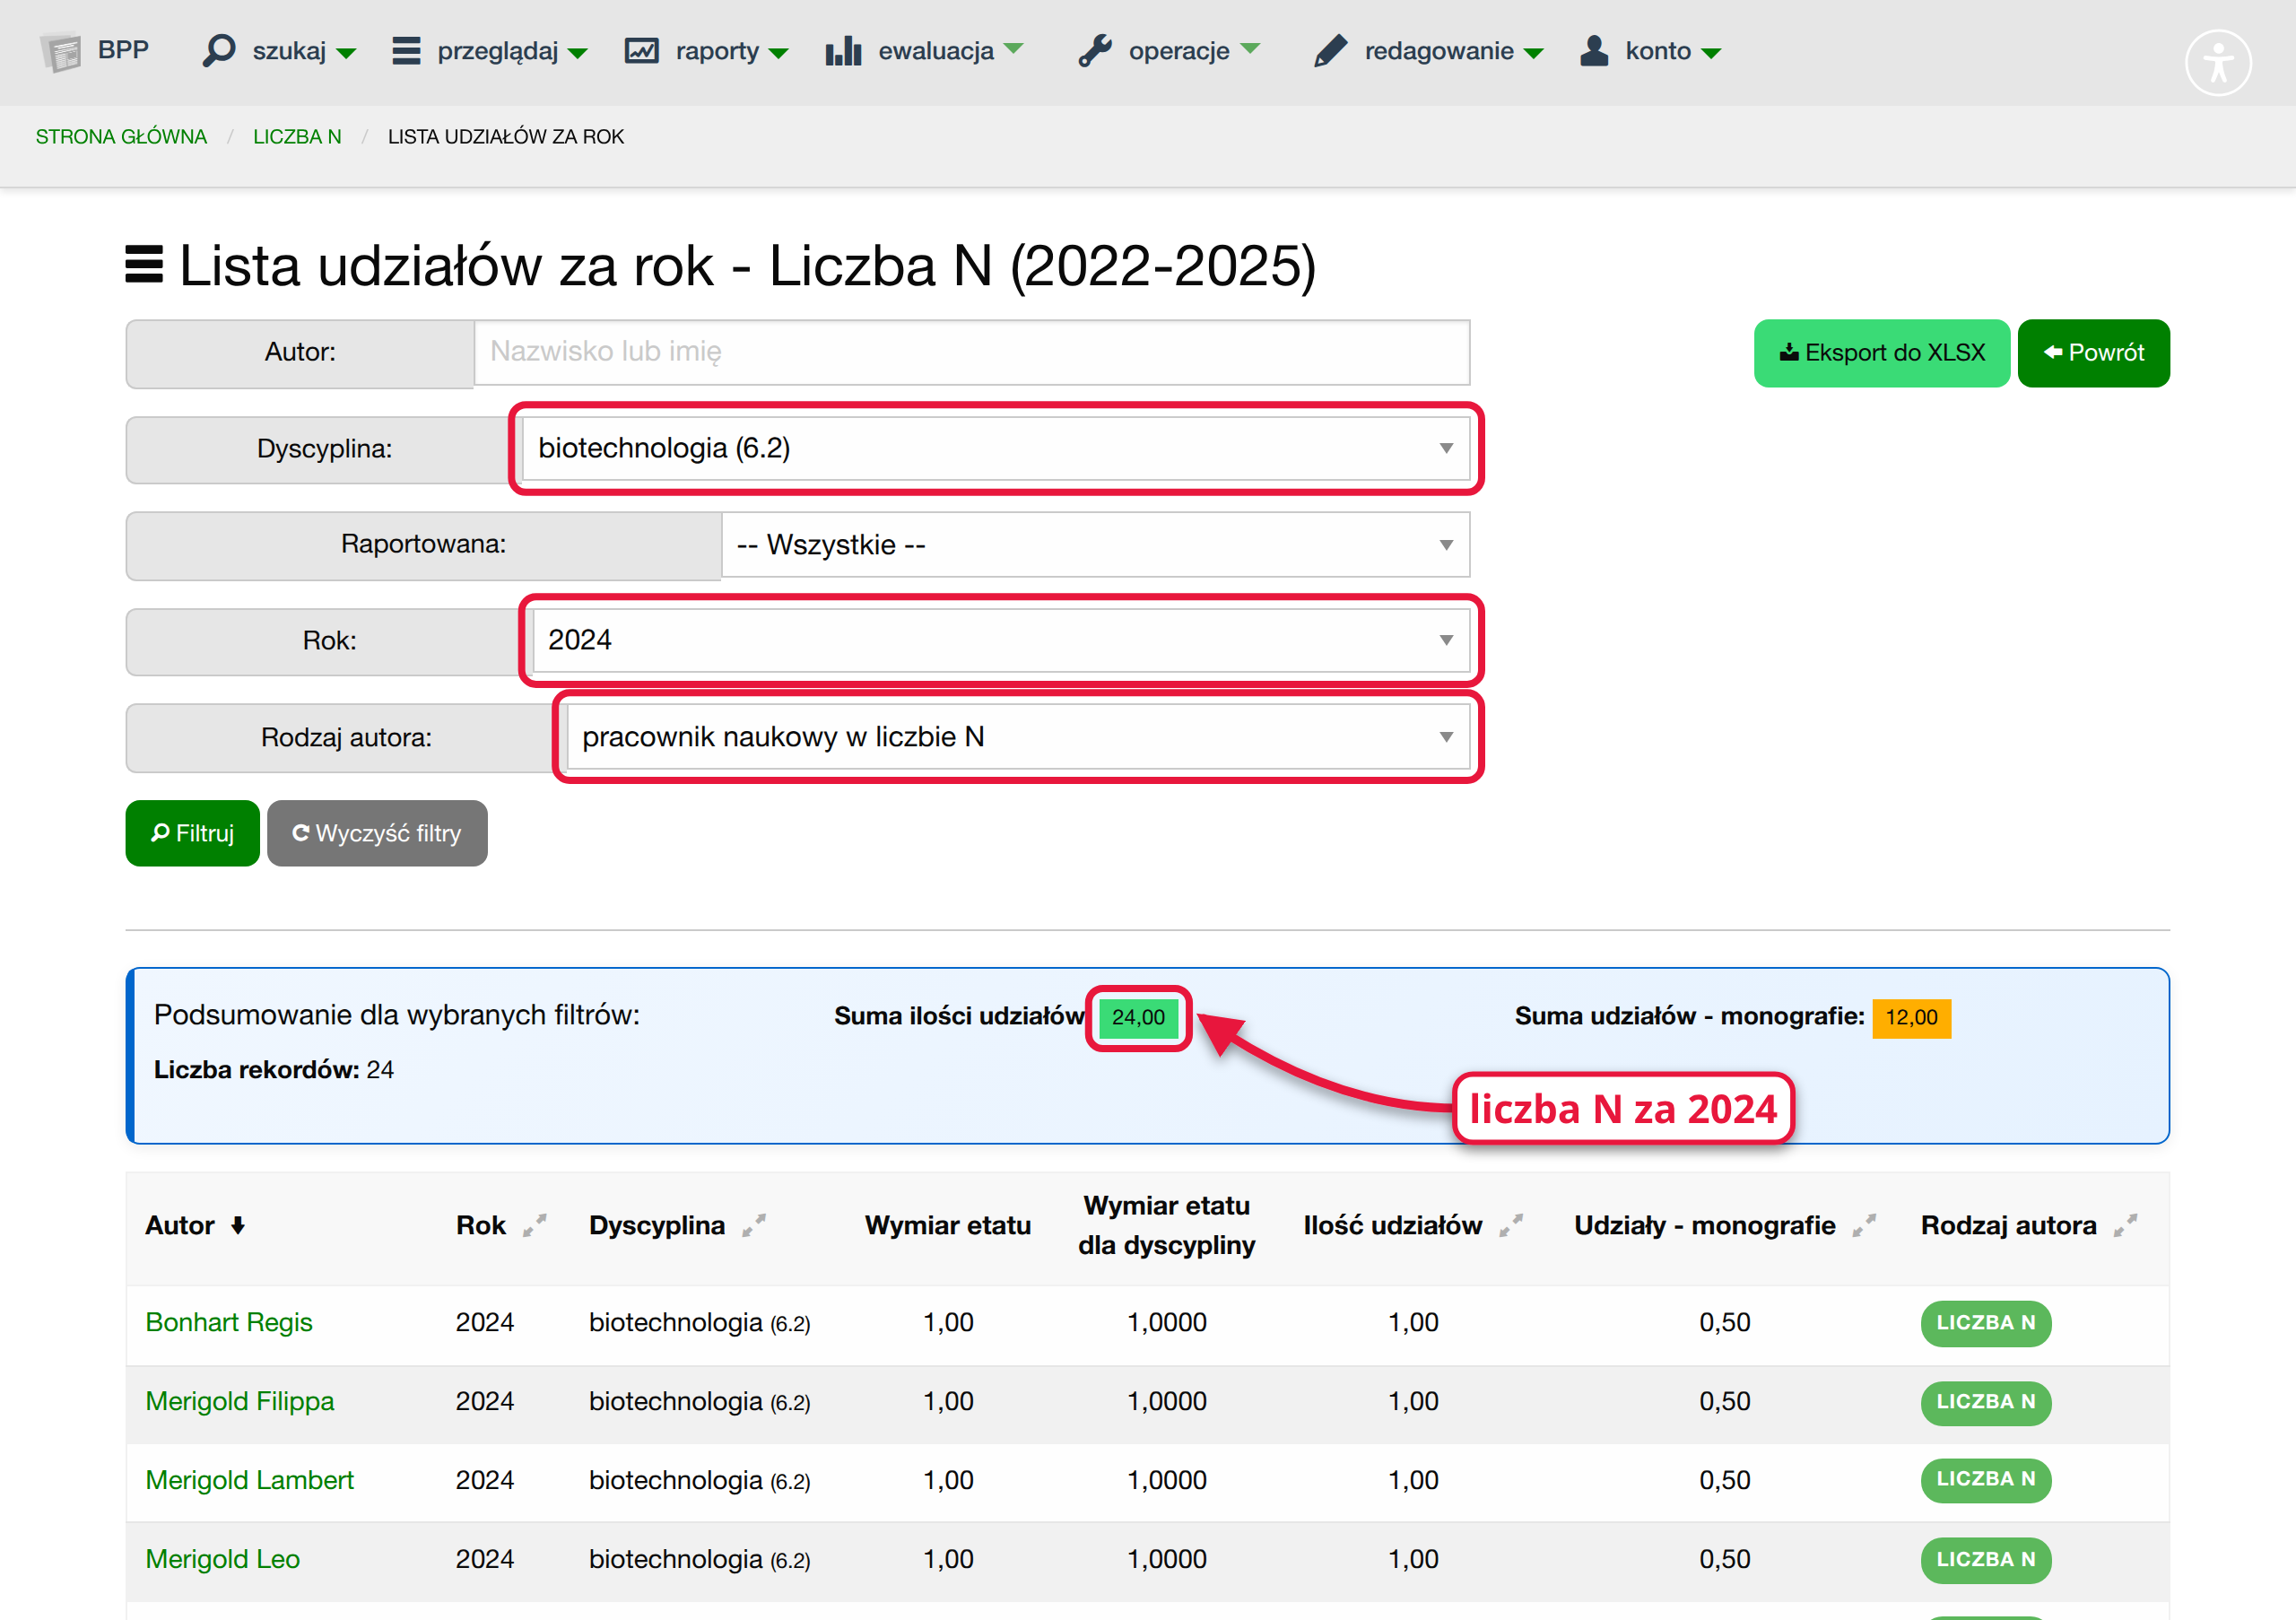 BPP szukaj przeglądaj raporty ewaluacja operacje redagowanie konto
STRONA GŁÓWNA / LICZBA N / LISTA UDZIAŁÓW ZA ROK
Lista udziałów za rok - Liczba N (2022-2025)
Autor: Nazwisko lub imię Eksport do XLSX Powrót
Dyscyplina: biotechnologia (6.2)
Raportowana: -- Wszystkie --
Rok: 2024
Rodzaj autora: pracownik naukowy w liczbie N
Filtruj Wyczyść filtry
Podsumowanie dla wybranych filtrów: Suma ilości udziałów 24,00 Suma udziałów - monografie: 12,00
Liczba rekordów: 24
liczba N za 2024
Autor Rok Dyscyplina Wymiar etatu Wymiar etatu dla dyscypliny Ilość udziałów Udziały - monografie Rodzaj autora
Bonhart Regis 2024 biotechnologia (6.2) 1,00 1,0000 1,00 0,50 LICZBA N
Merigold Filippa 2024 biotechnologia (6.2) 1,00 1,0000 1,00 0,50 LICZBA N
Merigold Lambert 2024 biotechnologia (6.2) 1,00 1,0000 1,00 0,50 LICZBA N
Merigold Leo 2024 biotechnologia (6.2) 1,00 1,0000 1,00 0,50 LICZBA N